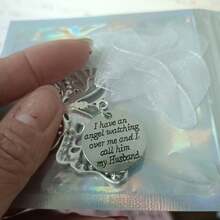 I have an
angel watching
over me and I
call him
my Husband